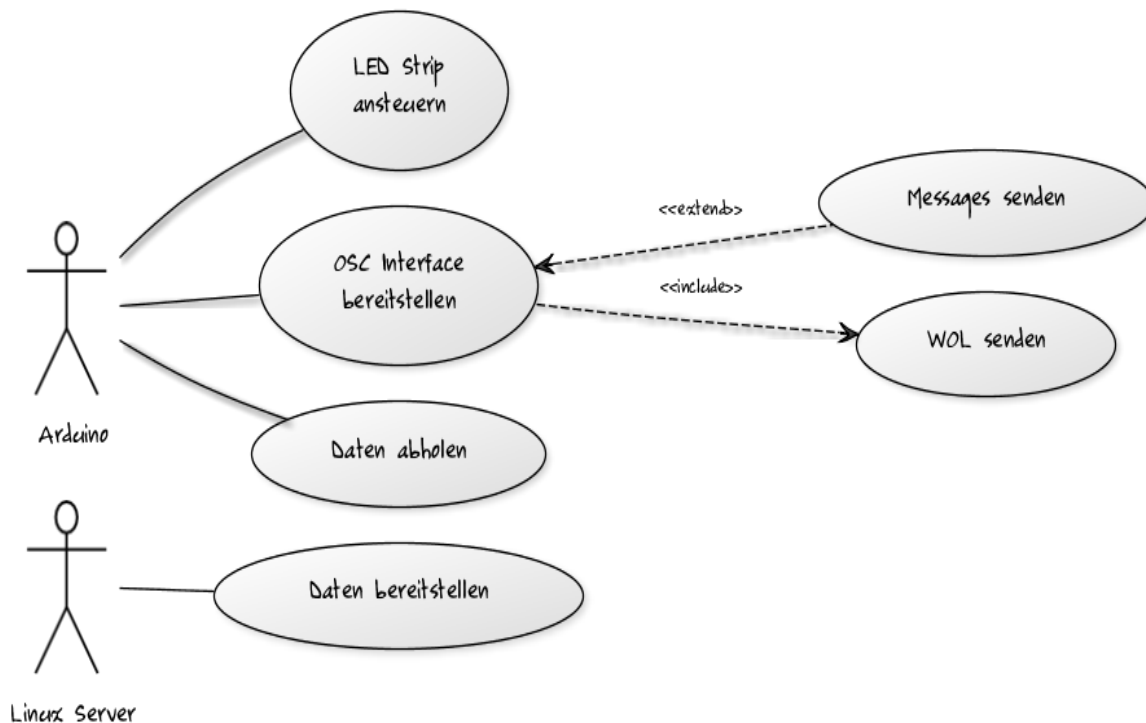 LED Strip
ansteuern
Messages senden
<<extend>>
OSC Interface
bereitstellen
<<include>>
WOL senden
Arduino
Daten abholen
Daten bereitstellen
Linux Server